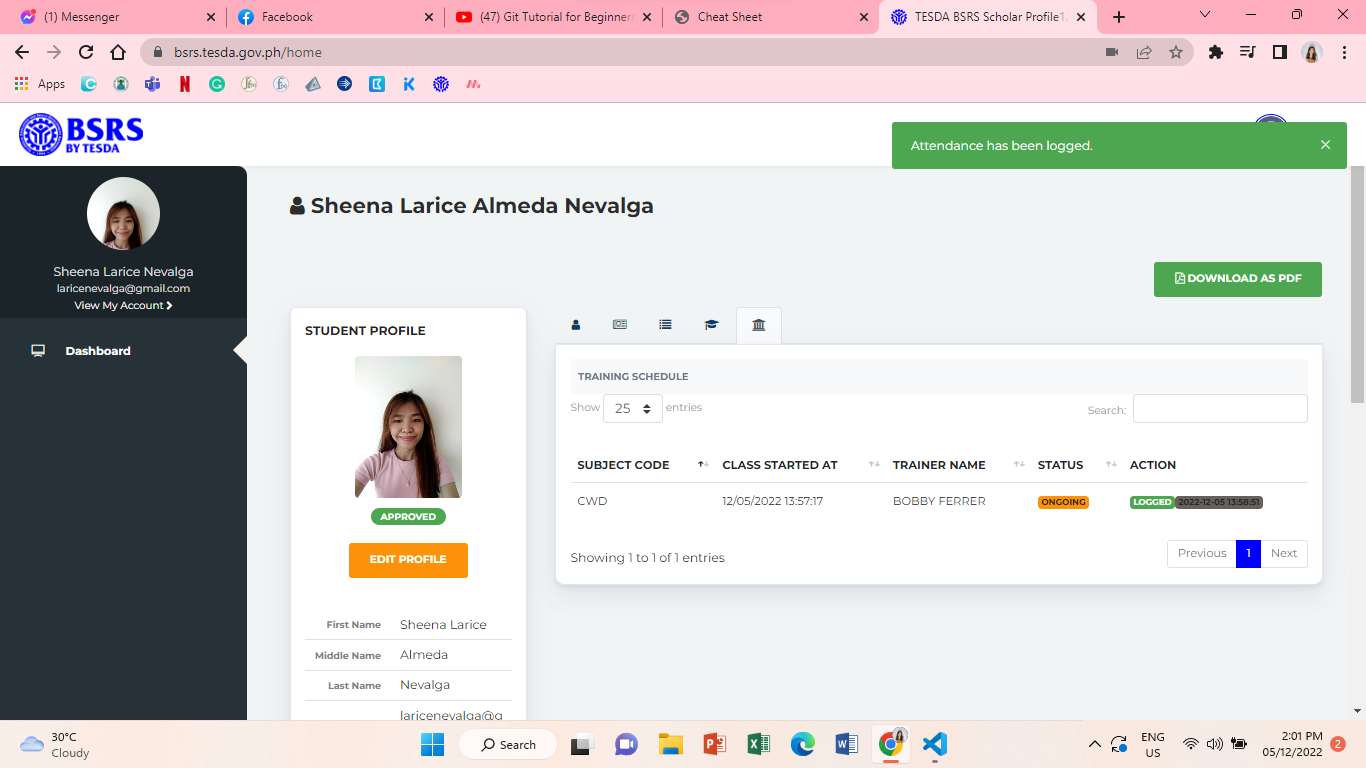 (1) Messenger
Facebook
(47) Git Tutorial for Beginners
Cheat Sheet
TESDA BSRS Scholar Profile1
bsrs.tesda.gov.ph/home
Apps
BSRS
BY TESDA
Attendance has been logged.
Sheena Larice Nevalga
laricenevalga@gmail.com
View My Account
Dashboard
Sheena Larice Almeda Nevalga
DOWNLOAD AS PDF
STUDENT PROFILE
APPROVED
EDIT PROFILE
First Name Sheena Larice
Middle Name Almeda
Last Name Nevalga
laricenevalga@g
TRAINING SCHEDULE
Show 25 entries
Search:
SUBJECT CODE CLASS STARTED AT TRAINER NAME STATUS ACTION
CWD 12/05/2022 13:57:17 BOBBY FERRER ONGOING LOGGED 2022-12-05 13:58:51
Showing 1 to 1 of 1 entries
Previous 1 Next
30°C
Cloudy
Search
ENG
US
2:01 PM
05/12/2022
2